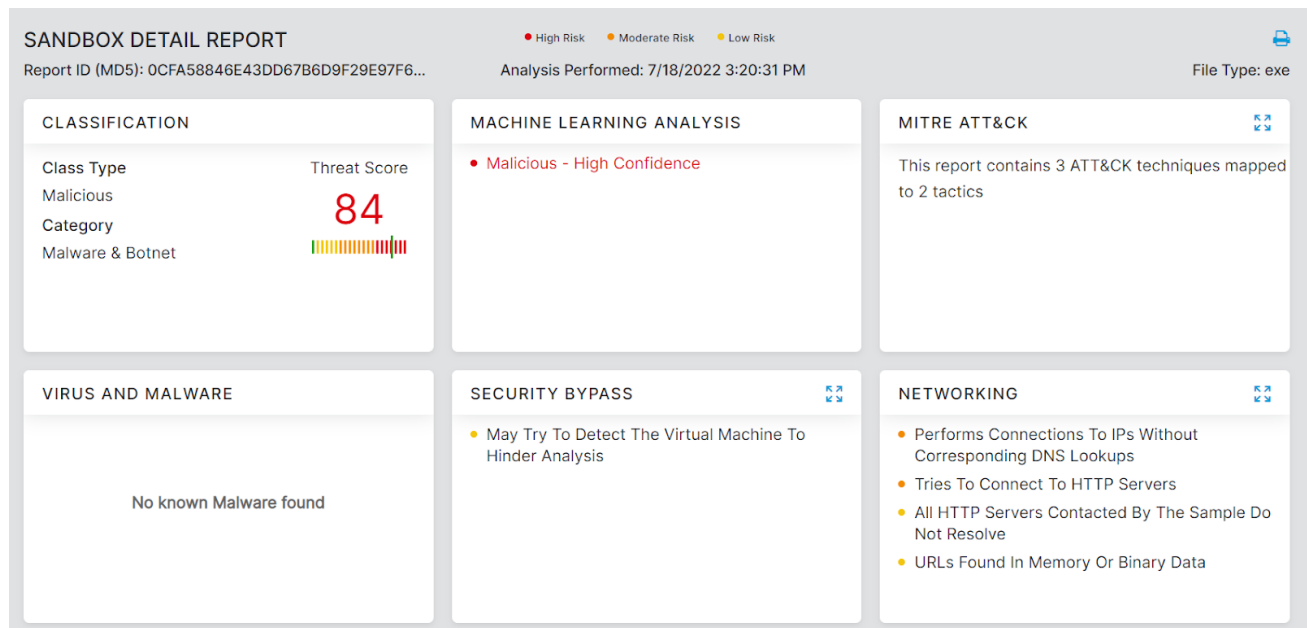 SANDBOX DETAIL REPORT
High Risk
Moderate Risk
Low Risk
Report ID (MD5): 0CFA58846E43DD67B6D9F29E97F6...
Analysis Performed: 7/18/2022 3:20:31 PM
File Type: exe
CLASSIFICATION
Class Type
Threat Score
Malicious
84
Category
Malware & Botnet
MACHINE LEARNING ANALYSIS
Malicious - High Confidence
MITRE ATT&CK
This report contains 3 ATT&CK techniques mapped
to 2 tactics
VIRUS AND MALWARE
No known Malware found
SECURITY BYPASS
May Try To Detect The Virtual Machine To
Hinder Analysis
NETWORKING
Performs Connections To IPs Without
Corresponding DNS Lookups
Tries To Connect To HTTP Servers
All HTTP Servers Contacted By The Sample Do
Not Resolve
URLs Found In Memory Or Binary Data